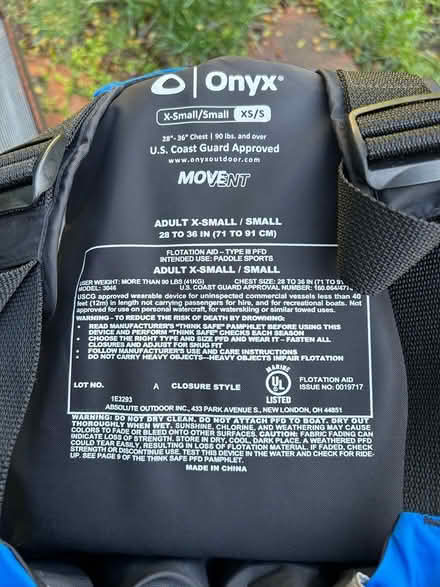 Onyx®
X-Small/Small XS/S
28"-36" Chest | 90 lbs. and over
U.S. Coast Guard Approved
www.onyxoutdoor.com
MOVEVENT
ADULT X-SMALL / SMALL
28 TO 36 IN (71 TO 91 CM)
FLOTATION AID – TYPE III PFD
INTENDED USE: PADDLE SPORTS
USER WEIGHT: MORE THAN 90 LBS (41KG) CHEST SIZE: 28 TO 36 IN (71 TO 91
MODEL: 3046 U.S. COAST GUARD APPROVAL NUMBER: 160.064/47
USCG approved wearable device for uninspected commercial vessels less than 40
feet (12m) in length not carrying passengers for hire, and for recreational boats. Not
approved for use on personal watercraft, for waterskiing or similar towed uses.
WARNING – TO REDUCE THE RISK OF DEATH BY DROWNING:
• READ MANUFACTURER'S "THINK SAFE" PAMPHLET BEFORE USING THIS
DEVICE AND PERFORM "THINK SAFE" CHECKS EACH SEASON
• CHOOSE THE RIGHT TYPE AND SIZE PFD AND WEAR IT – FASTEN ALL
CLOSURES AND ADJUST FOR SNUG FIT
• FOLLOW MANUFACTURER'S USE AND CARE INSTRUCTIONS
• DO NOT CARRY HEAVY OBJECTS–HEAVY OBJECTS IMPAIR FLOTATION
LOT NO. A CLOSURE STYLE
1E3293
MARINE
UL
LISTED
FLOTATION AID
ISSUE NO: 0019717
ABSOLUTE OUTDOOR INC., 433 PARK AVENUE S., NEW LONDON, OH 44851
WARNING: DO NOT DRY CLEAN. DO NOT ATTACH PFD TO BOAT. DRY OUT
THOROUGHLY WHEN WET. SUNSHINE, CHLORINE, AND WEATHERING MAY CAUSE
COLORS TO FADE OR BLEED ONTO OTHER SURFACES. CAUTION: FABRIC FADING CAN
INDICATE LOSS OF STRENGTH. STORE IN DRY, COOL, DARK PLACE. A WEATHERED PFD
COULD TEAR EASILY, RESULTING IN LOSS OF FLOTATION MATERIAL. IF FADED, CHECK
STRENGTH OR DISCONTINUE USE. TEST THIS DEVICE IN THE WATER AND CHECK FOR RIDE-
UP. SEE PAGE 9 OF THE THINK SAFE PFD PAMPHLET.
MADE IN CHINA